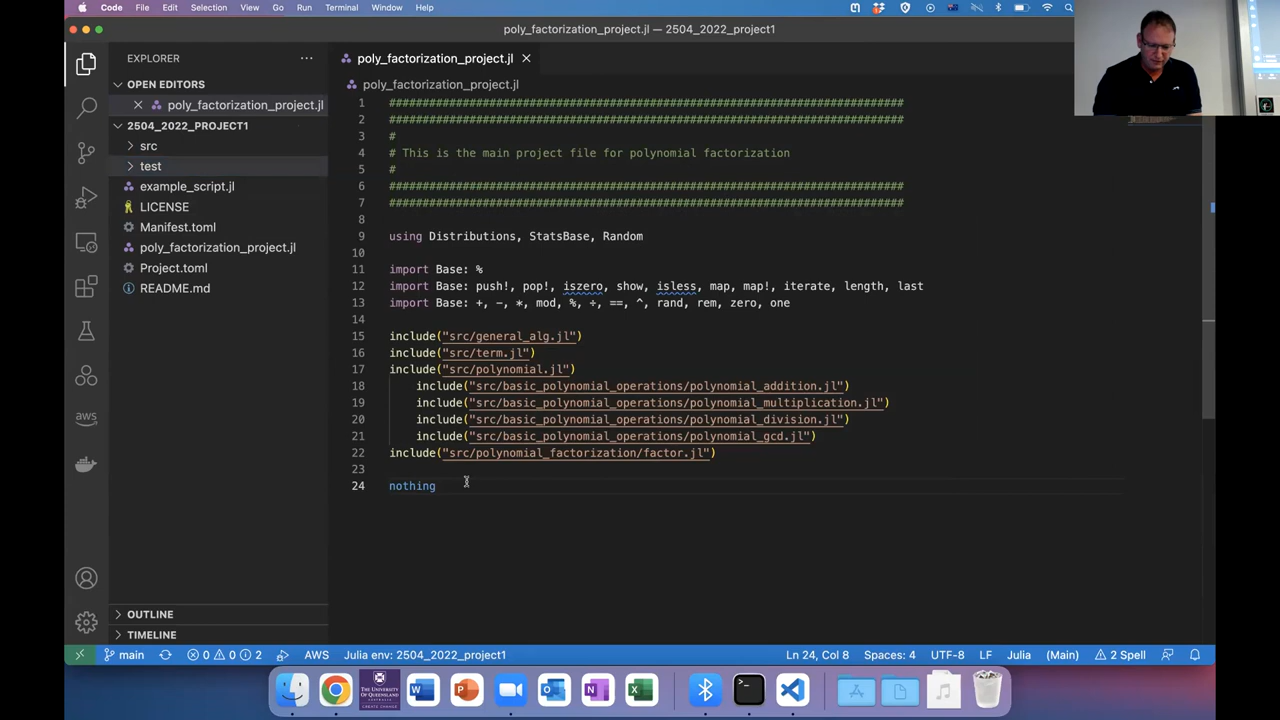 Code File Edit Selection View Go Run Terminal Window Help
poly_factorization_project.jl — 2504_2022_project1
EXPLORER
OPEN EDITORS
poly_factorization_project.jl
2504_2022_PROJECT1
src
test
example_script.jl
LICENSE
Manifest.toml
poly_factorization_project.jl
Project.toml
README.md
OUTLINE
TIMELINE
aws
poly_factorization_project.jl
poly_factorization_project.jl
1 #############################################################################
2 #############################################################################
3 #
4 # This is the main project file for polynomial factorization
5 #
6 #############################################################################
7 #############################################################################
8
9 using Distributions, StatsBase, Random
10
11 import Base: %
12 import Base: push!, pop!, iszero, show, isless, map, map!, iterate, length, last
13 import Base: +, -, *, mod, %, ÷, ==, ^, rand, rem, zero, one
14
15 include("src/general_alg.jl")
16 include("src/term.jl")
17 include("src/polynomial.jl")
18 include("src/basic_polynomial_operations/polynomial_addition.jl")
19 include("src/basic_polynomial_operations/polynomial_multiplication.jl")
20 include("src/basic_polynomial_operations/polynomial_division.jl")
21 include("src/basic_polynomial_operations/polynomial_gcd.jl")
22 include("src/polynomial_factorization/factor.jl")
23
24 nothing
main 0 0 2 AWS Julia env: 2504_2022_project1 Ln 24, Col 8 Spaces: 4 UTF-8 LF Julia (Main) 2 Spell
THE UNIVERSITY OF QUEENSLAND